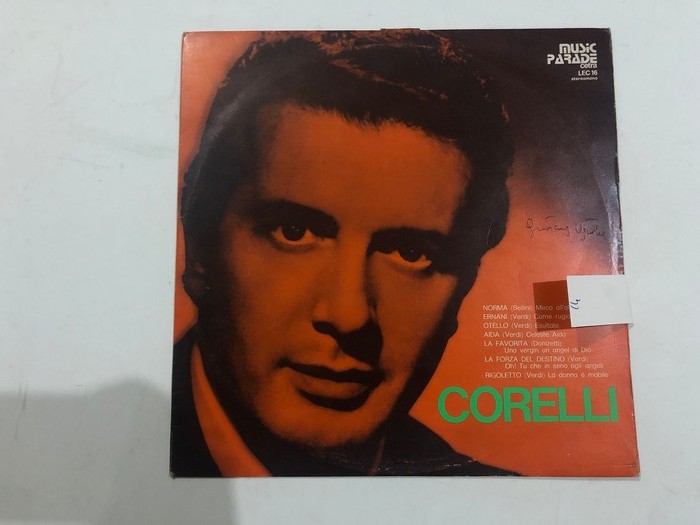 music
PARADE
cetra
LEC 16
stereomono
NORMA (Bellini) Meco all'a
ERNANI (Verdi) Come rugia
OTELLO (Verdi) Esultate
AIDA (Verdi) Celeste Aida
LA FAVORITA (Donizetti)
Una vergin un angel di Dio
LA FORZA DEL DESTINO (Verdi)
Oh! Tu che in seno agli angeli
RIGOLETTO (Verdi) La donna è mobile
CORELLI